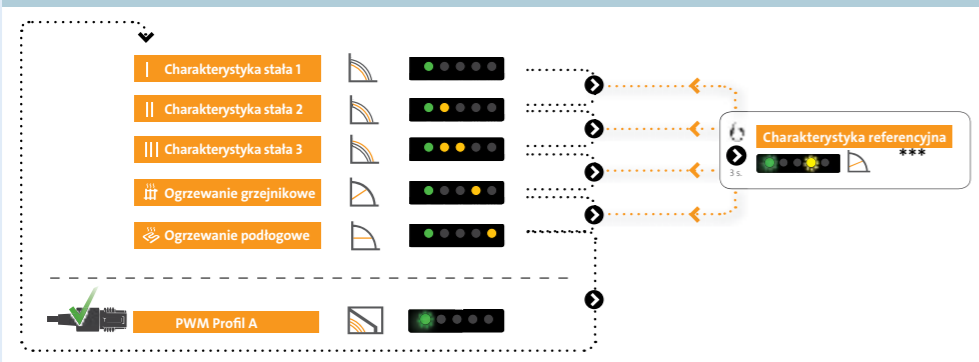 | Charakterystyka stała 1
|| Charakterystyka stała 2
||| Charakterystyka stała 3
Ogrzewanie grzejnikowe
Ogrzewanie podłogowe
PWM Profil A
Charakterystyka referencyjna
***
3 s.